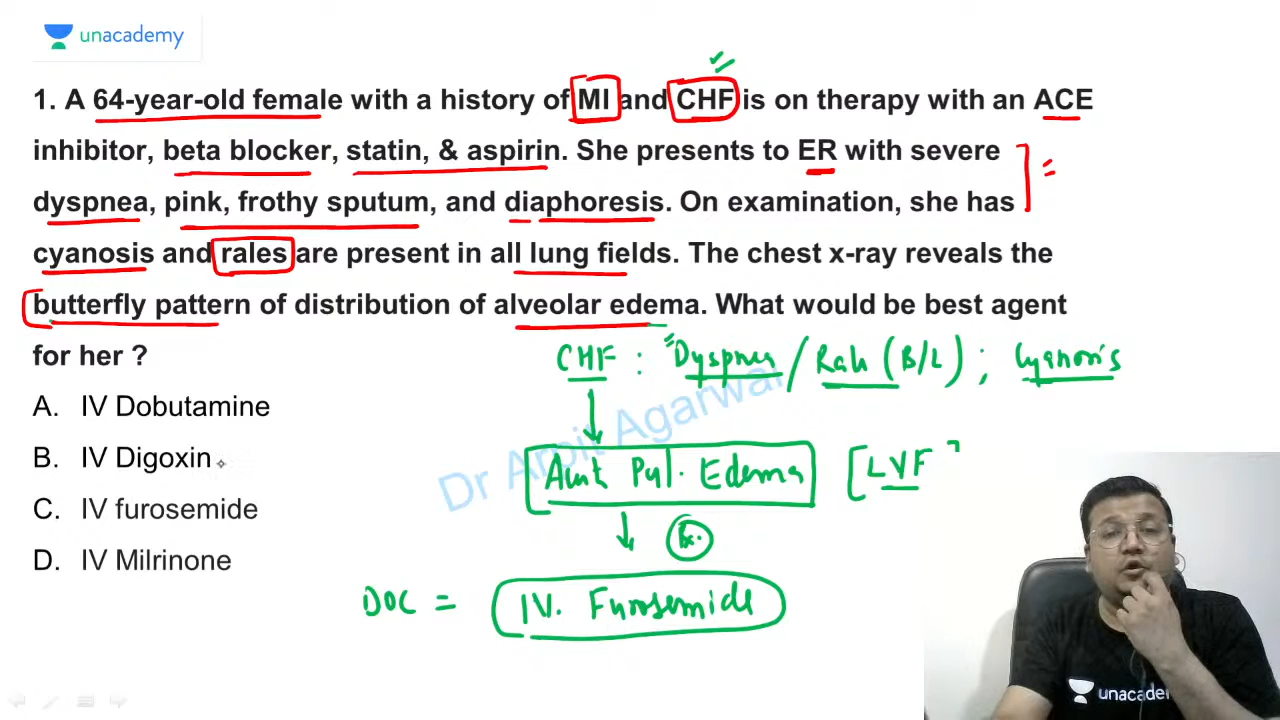 unacademy
1. A 64-year-old female with a history of MI and CHF is on therapy with an ACE
inhibitor, beta blocker, statin, & aspirin. She presents to ER with severe
dyspnea, pink, frothy sputum, and diaphoresis. On examination, she has
cyanosis and rales are present in all lung fields. The chest x-ray reveals the
butterfly pattern of distribution of alveolar edema. What would be best agent
for her ?
CHF : Dyspnea / Rale (B/L) ; Cyanosis
A. IV Dobutamine
B. IV Digoxin
C. IV furosemide
D. IV Milrinone
Dr Arpit Agarwal
Acut Pul. Edema [LVF
Rx.
DOC = IV. Furosemide
unacademy